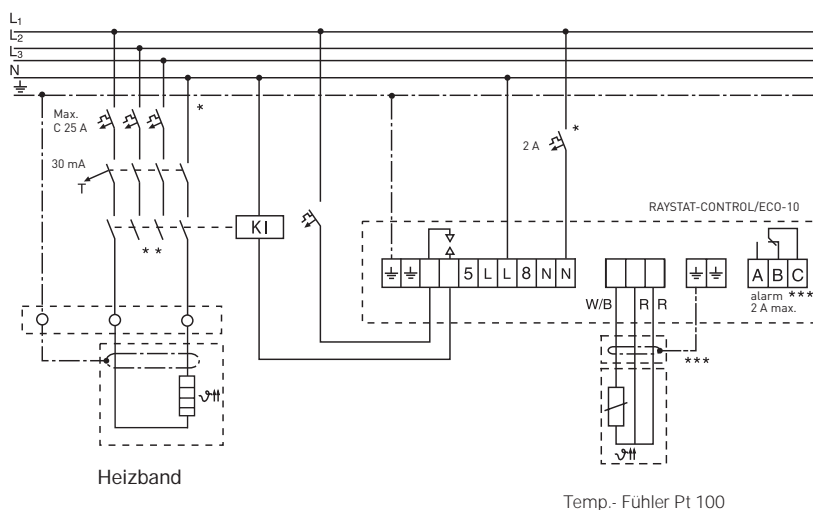 L1
L2
L3
N
Max.
C 25 A
*
30 mA
T
* *
KI
*
2 A
RAYSTAT-CONTROL/ECO-10
5 L L 8 N N
A B C
alarm ***
2 A max.
W/B R R
***
ϑ
ϑ
Heizband
Temp.- Fühler Pt 100